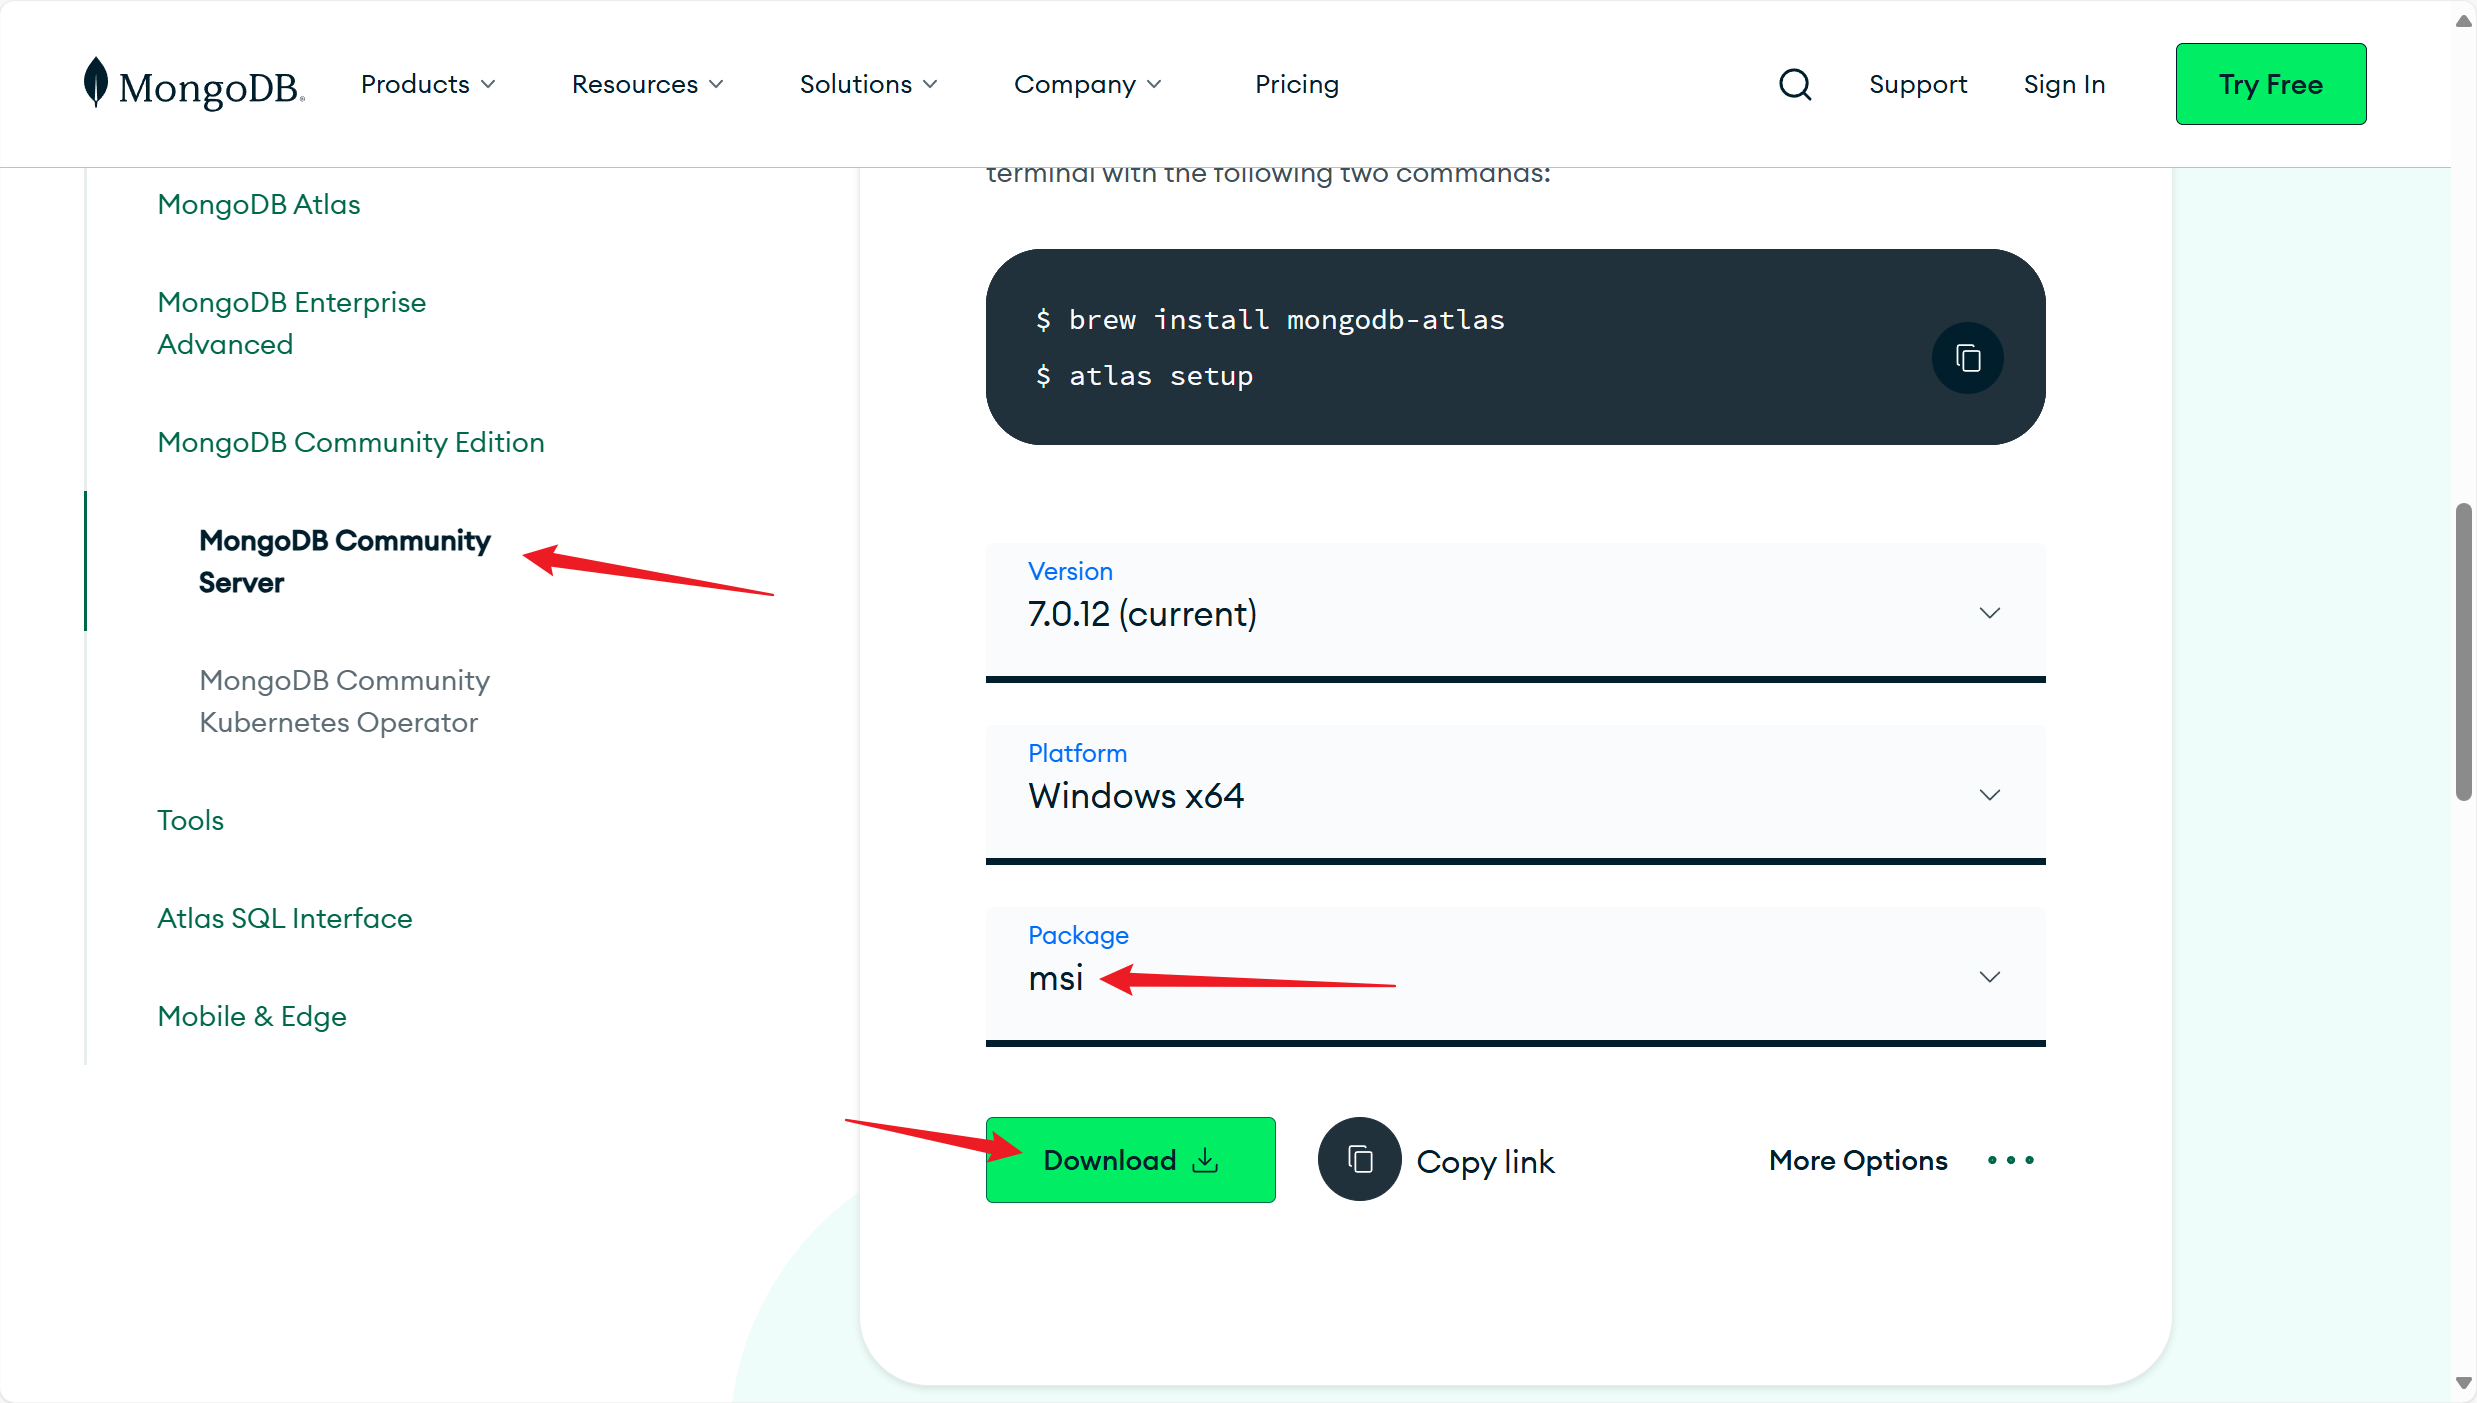 MongoDB.
Products
Resources
Solutions
Company
Pricing
Support
Sign In
Try Free
MongoDB Atlas
MongoDB Enterprise
Advanced
MongoDB Community Edition
MongoDB Community
Server
MongoDB Community
Kubernetes Operator
Tools
Atlas SQL Interface
Mobile & Edge
terminal with the following two commands:
$ brew install mongodb-atlas
$ atlas setup
Version
7.0.12 (current)
Platform
Windows x64
Package
msi
Download
Copy link
More Options